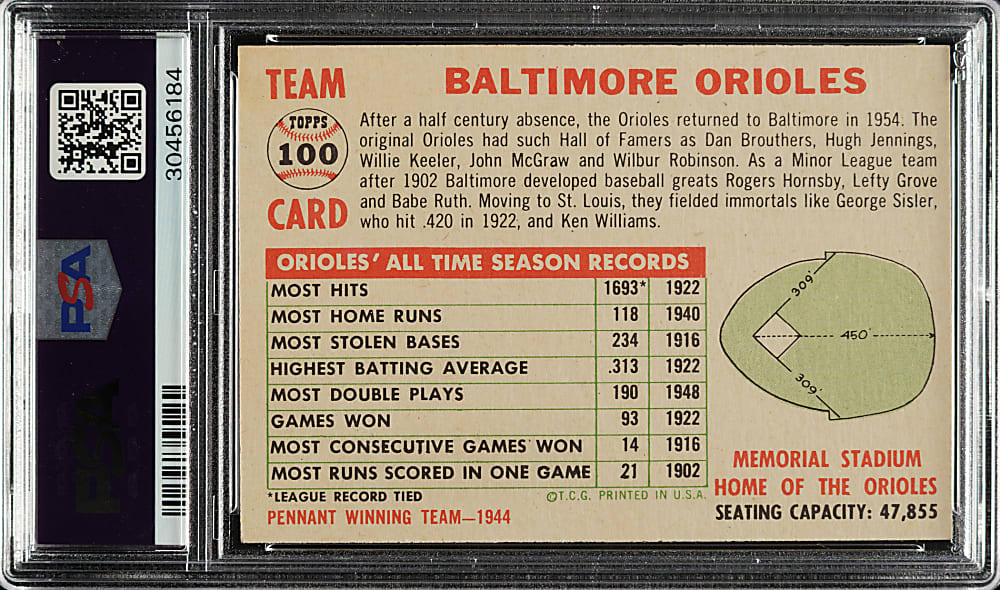 30456184
PSA
PSA
TEAM
TOPPS
100
CARD
BALTIMORE ORIOLES
After a half century absence, the Orioles returned to Baltimore in 1954. The
original Orioles had such Hall of Famers as Dan Brouthers, Hugh Jennings,
Willie Keeler, John McGraw and Wilbur Robinson. As a Minor League team
after 1902 Baltimore developed baseball greats Rogers Hornsby, Lefty Grove
and Babe Ruth. Moving to St. Louis, they fielded immortals like George Sisler,
who hit .420 in 1922, and Ken Williams.
ORIOLES' ALL TIME SEASON RECORDS
MOST HITS 1693* 1922
MOST HOME RUNS 118 1940
MOST STOLEN BASES 234 1916
HIGHEST BATTING AVERAGE .313 1922
MOST DOUBLE PLAYS 190 1948
GAMES WON 93 1922
MOST CONSECUTIVE GAMES WON 14 1916
MOST RUNS SCORED IN ONE GAME 21 1902
*LEAGUE RECORD TIED
©T.C.G. PRINTED IN U.S.A.
PENNANT WINNING TEAM—1944
309'
450'
309'
MEMORIAL STADIUM
HOME OF THE ORIOLES
SEATING CAPACITY: 47,855